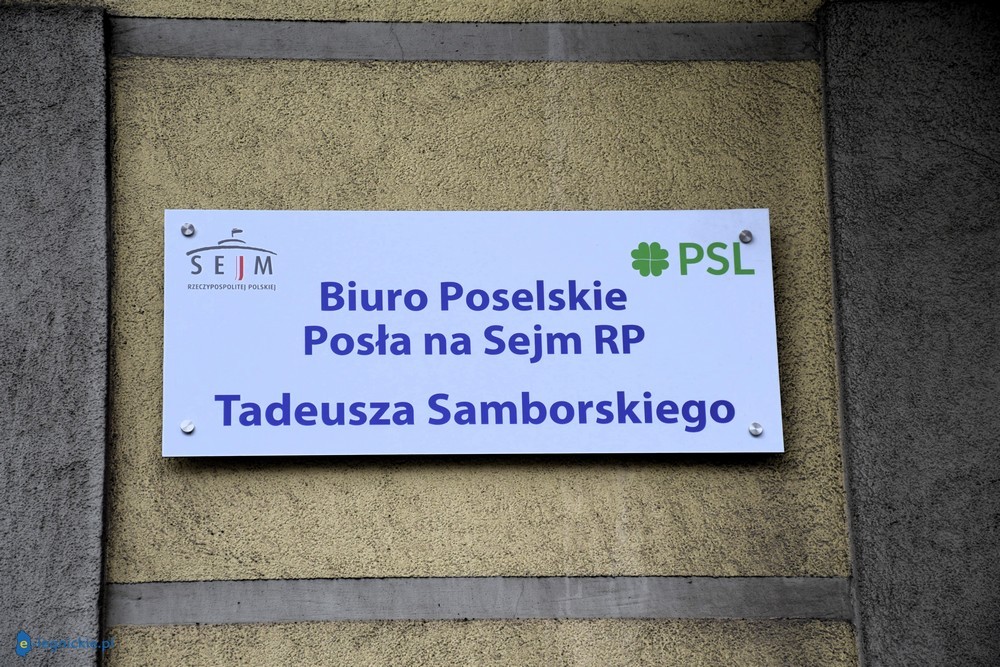 SEJM
RZECZYPOSPOLITEJ POLSKIEJ
PSL
Biuro Poselskie
Posła na Sejm RP
Tadeusza Samborskiego